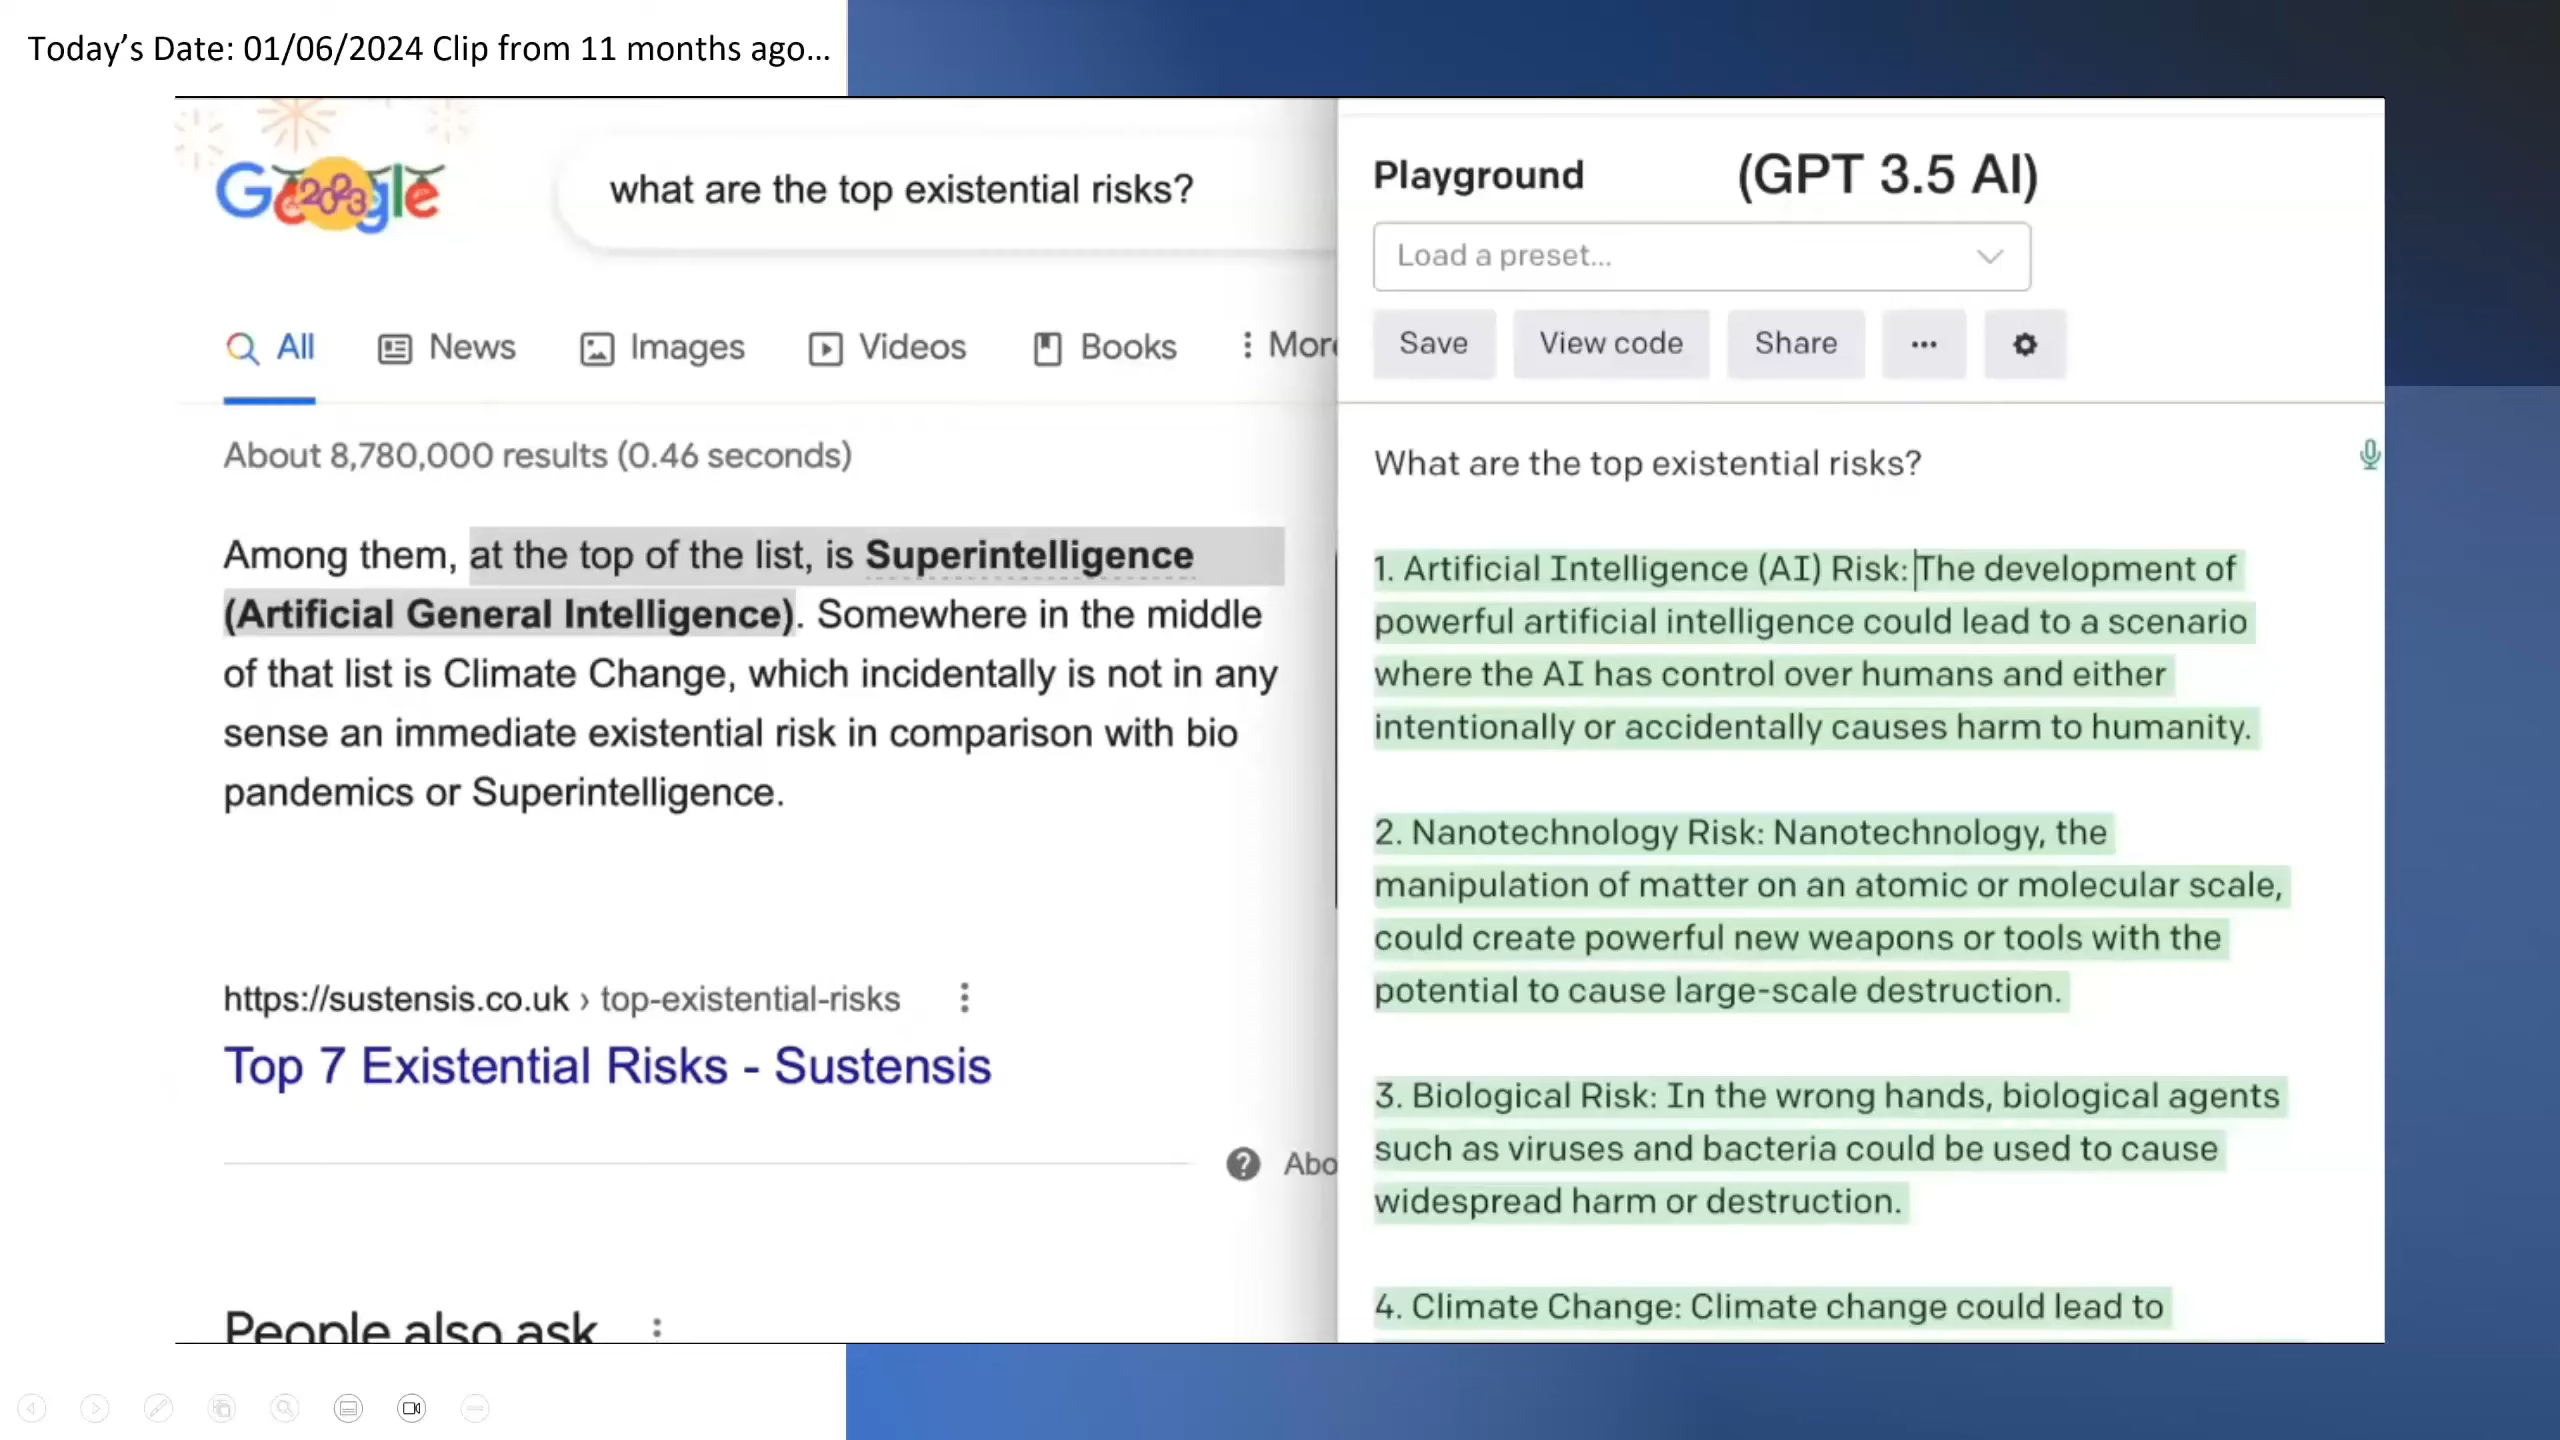 Today’s Date: 01/06/2024 Clip from 11 months ago...
Google
2023
what are the top existential risks?
All
News
Images
Videos
Books
More
About 8,780,000 results (0.46 seconds)
Among them, at the top of the list, is Superintelligence
(Artificial General Intelligence). Somewhere in the middle
of that list is Climate Change, which incidentally is not in any
sense an immediate existential risk in comparison with bio
pandemics or Superintelligence.
https://sustensis.co.uk › top-existential-risks
Top 7 Existential Risks - Sustensis
Abo
People also ask
Playground
(GPT 3.5 AI)
Load a preset...
Save
View code
Share
...
What are the top existential risks?
1. Artificial Intelligence (AI) Risk: The development of
powerful artificial intelligence could lead to a scenario
where the AI has control over humans and either
intentionally or accidentally causes harm to humanity.
2. Nanotechnology Risk: Nanotechnology, the
manipulation of matter on an atomic or molecular scale,
could create powerful new weapons or tools with the
potential to cause large-scale destruction.
3. Biological Risk: In the wrong hands, biological agents
such as viruses and bacteria could be used to cause
widespread harm or destruction.
4. Climate Change: Climate change could lead to